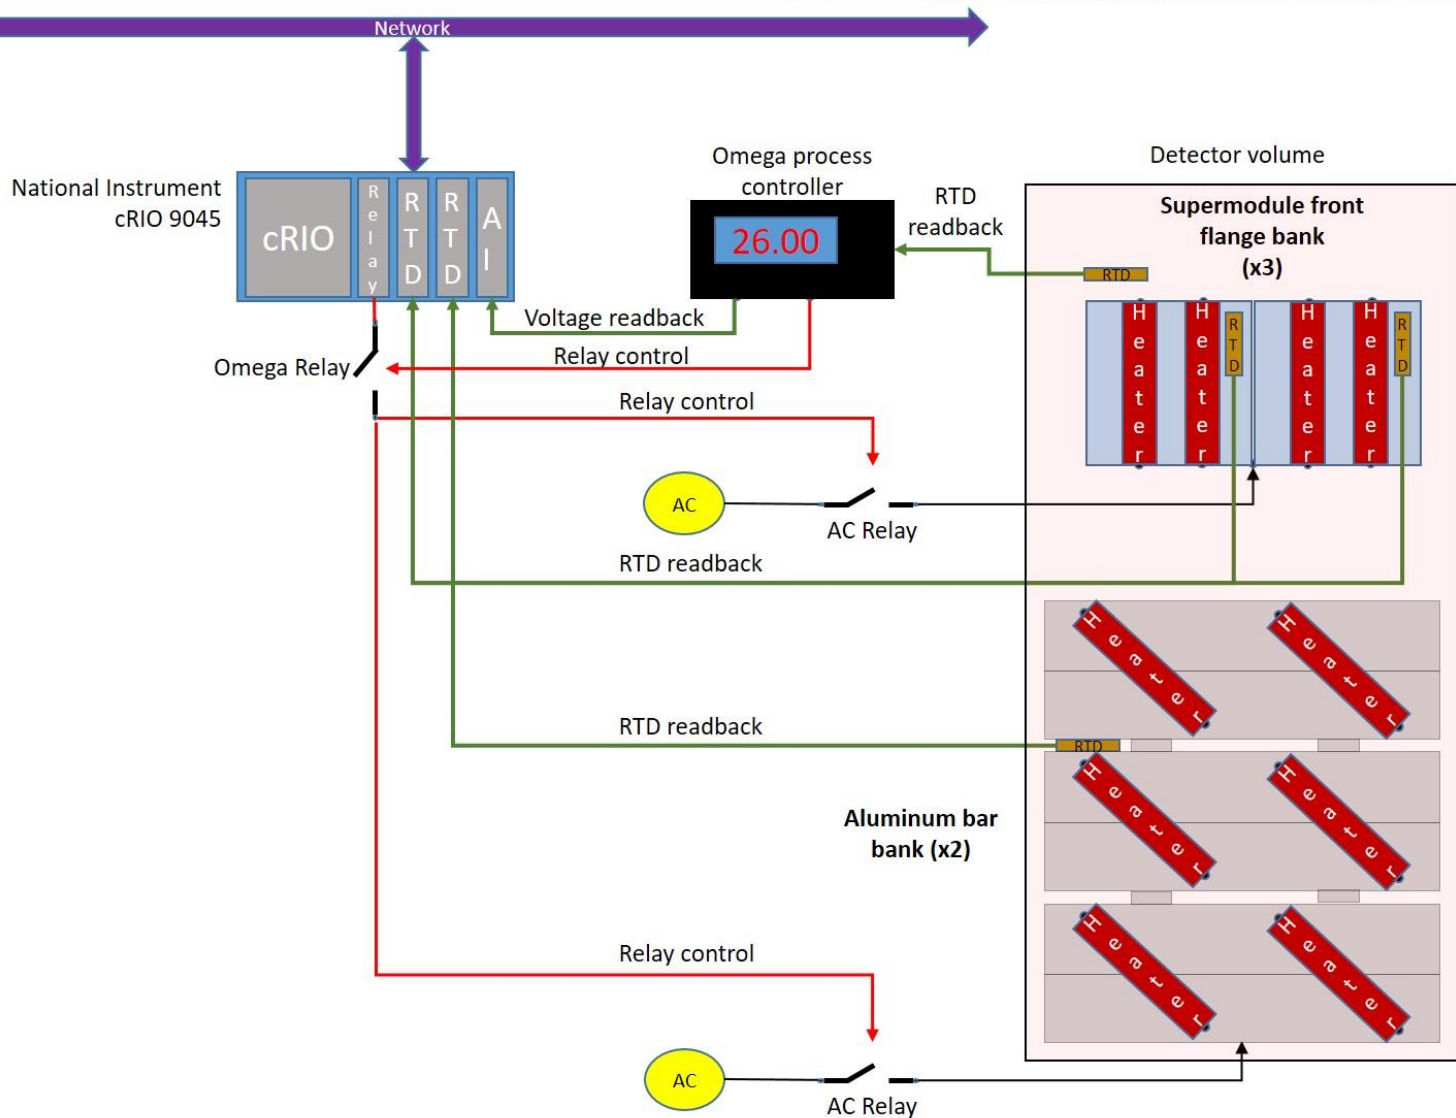 Network
National Instrument
cRIO 9045
cRIO
Relay
RTD
RTD
AI
Omega process
controller
26.00
RTD
readback
Detector volume
Supermodule front
flange bank
(x3)
RTD
Heater
Heater
RTD
Heater
Heater
RTD
Voltage readback
Relay control
Omega Relay
Relay control
AC
AC Relay
RTD readback
Heater
Heater
RTD readback
RTD
Heater
Heater
Aluminum bar
bank (x2)
Heater
Heater
Relay control
AC
AC Relay